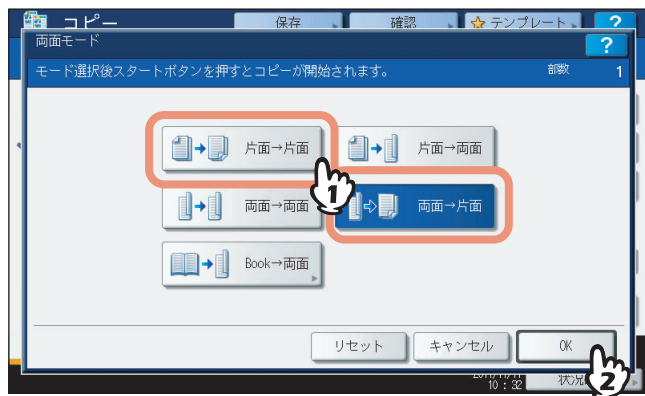 コピー 保存 確認 テンプレート ?
両面モード ?
モード選択後スタートボタンを押すとコピーが開始されます。 部数 1
片面→片面 片面→両面
1
両面→両面 両面→片面
Book→両面
リセット キャンセル OK
2
10:32 状況